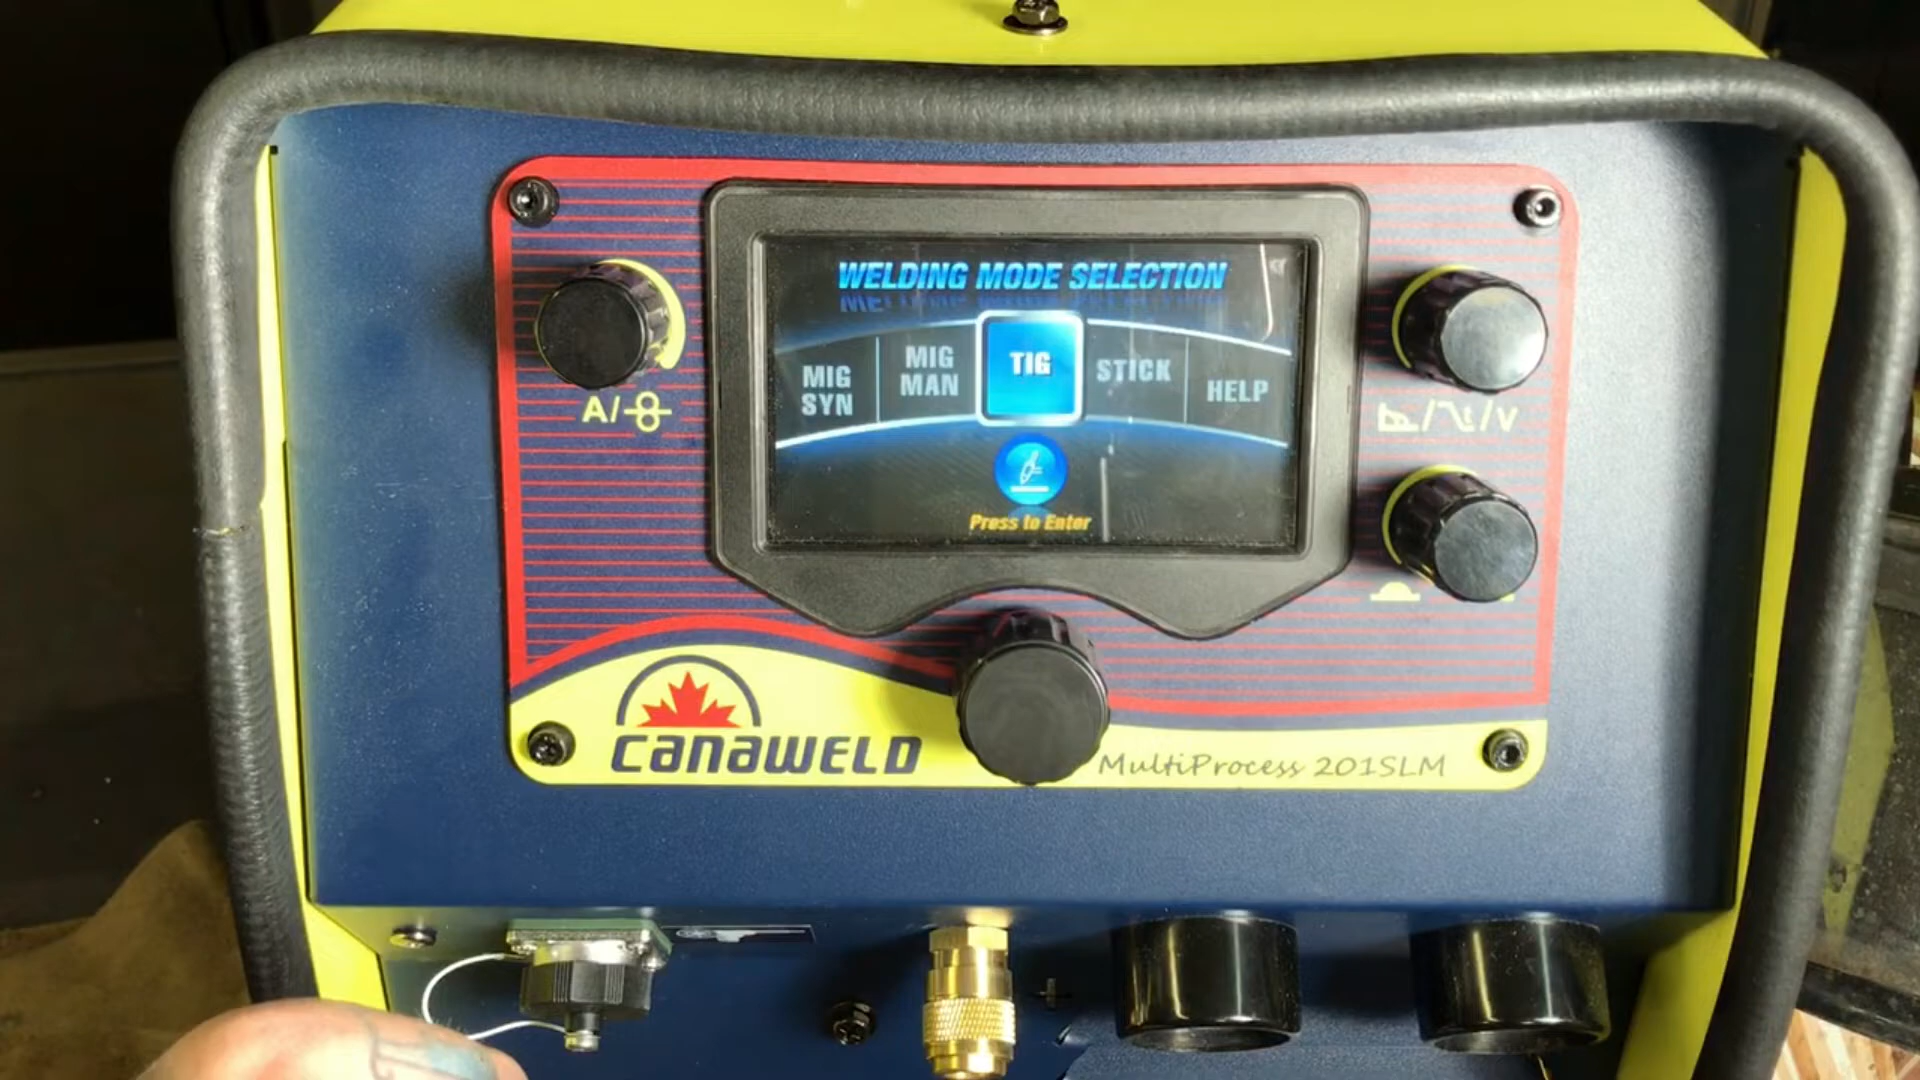 WELDING MODE SELECTION
MIG SYN
MIG MAN
TIG
STICK
HELP
Press to Enter
A/
/V
CANAWELD
MultiProcess 201SLM